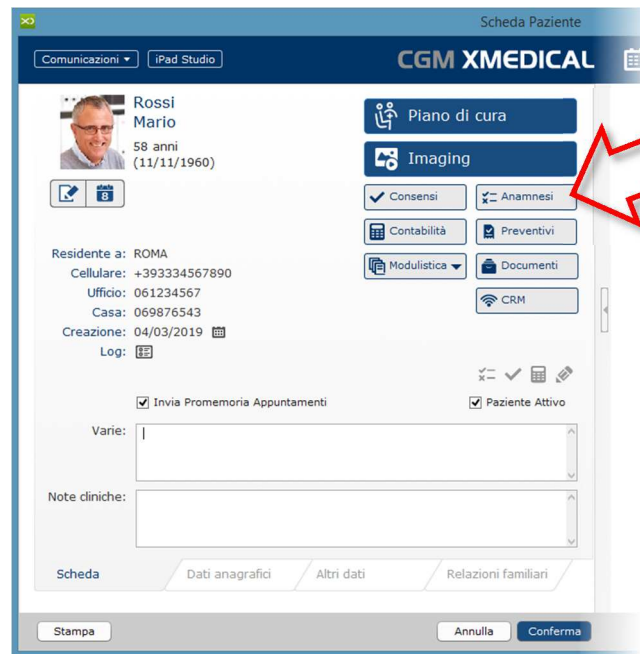 Scheda Paziente
Comunicazioni
iPad Studio
CGM XMEDICAL
Rossi
Mario
58 anni
(11/11/1960)
Piano di cura
Imaging
Consensi
Anamnesi
Contabilità
Preventivi
Modulistica
Documenti
CRM
8
Residente a: ROMA
Cellulare: +393334567890
Ufficio: 061234567
Casa: 069876543
Creazione: 04/03/2019
Log:
Invia Promemoria Appuntamenti
Paziente Attivo
Varie:
Note cliniche:
Scheda
Dati anagrafici
Altri dati
Relazioni familiari
Stampa
Annulla
Conferma